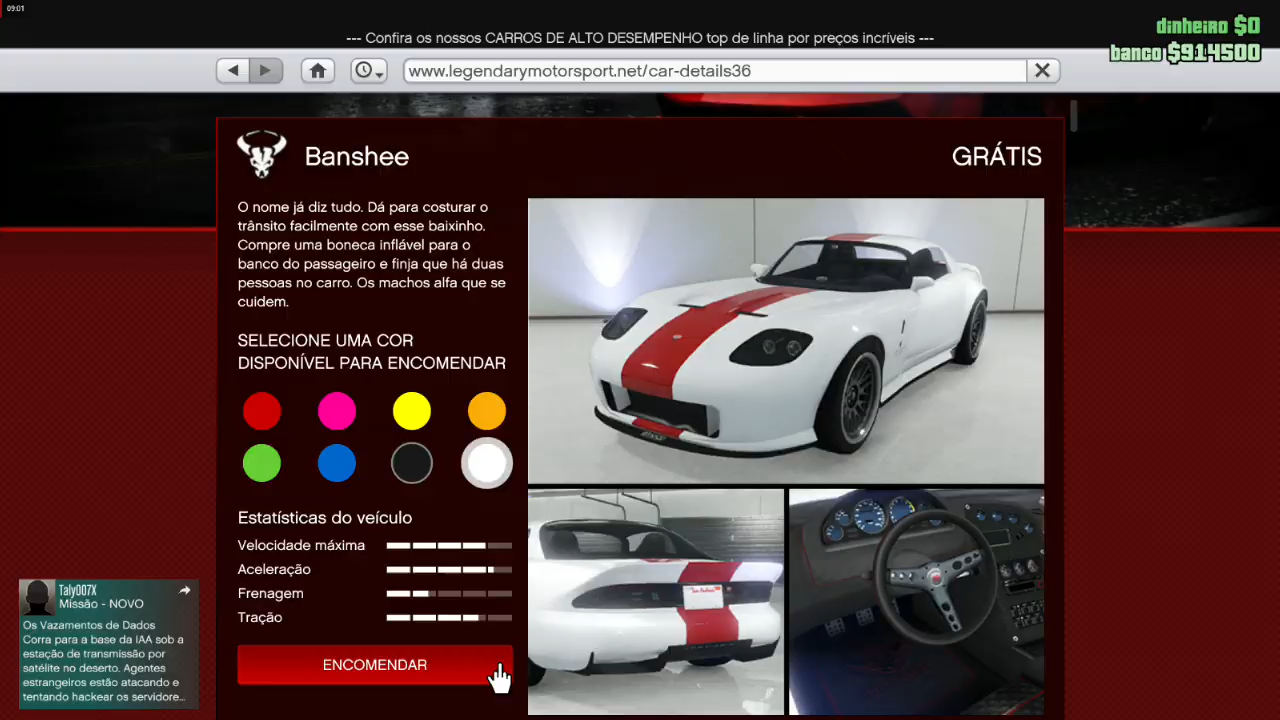 09:01
--- Confira os nossos CARROS DE ALTO DESEMPENHO top de linha por preços incríveis ---
dinheiro $0
banco $914500
www.legendarymotorsport.net/car-details36
Banshee
GRÁTIS
O nome já diz tudo. Dá para costurar o
trânsito facilmente com esse baixinho.
Compre uma boneca inflável para o
banco do passageiro e finja que há duas
pessoas no carro. Os machos alfa que se
cuidem.
SELECIONE UMA COR
DISPONÍVEL PARA ENCOMENDAR
Estatísticas do veículo
Velocidade máxima
Aceleração
Frenagem
Tração
ENCOMENDAR
Taly007X
Missão - NOVO
Os Vazamentos de Dados
Corra para a base da IAA sob a
estação de transmissão por
satélite no deserto. Agentes
estrangeiros estão atacando e
tentando hackear os servidore...